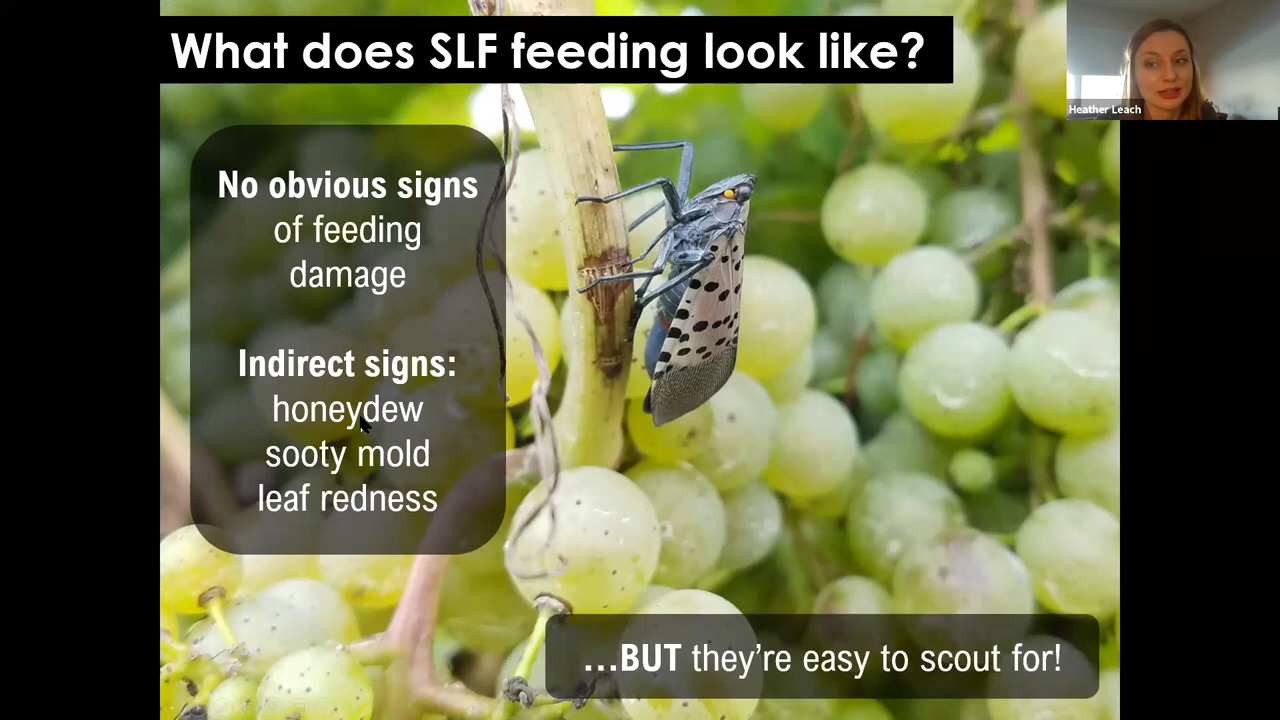 What does SLF feeding look like?
Heather Leach
No obvious signs
of feeding
damage
Indirect signs:
honeydew
sooty mold
leaf redness
...BUT they're easy to scout for!